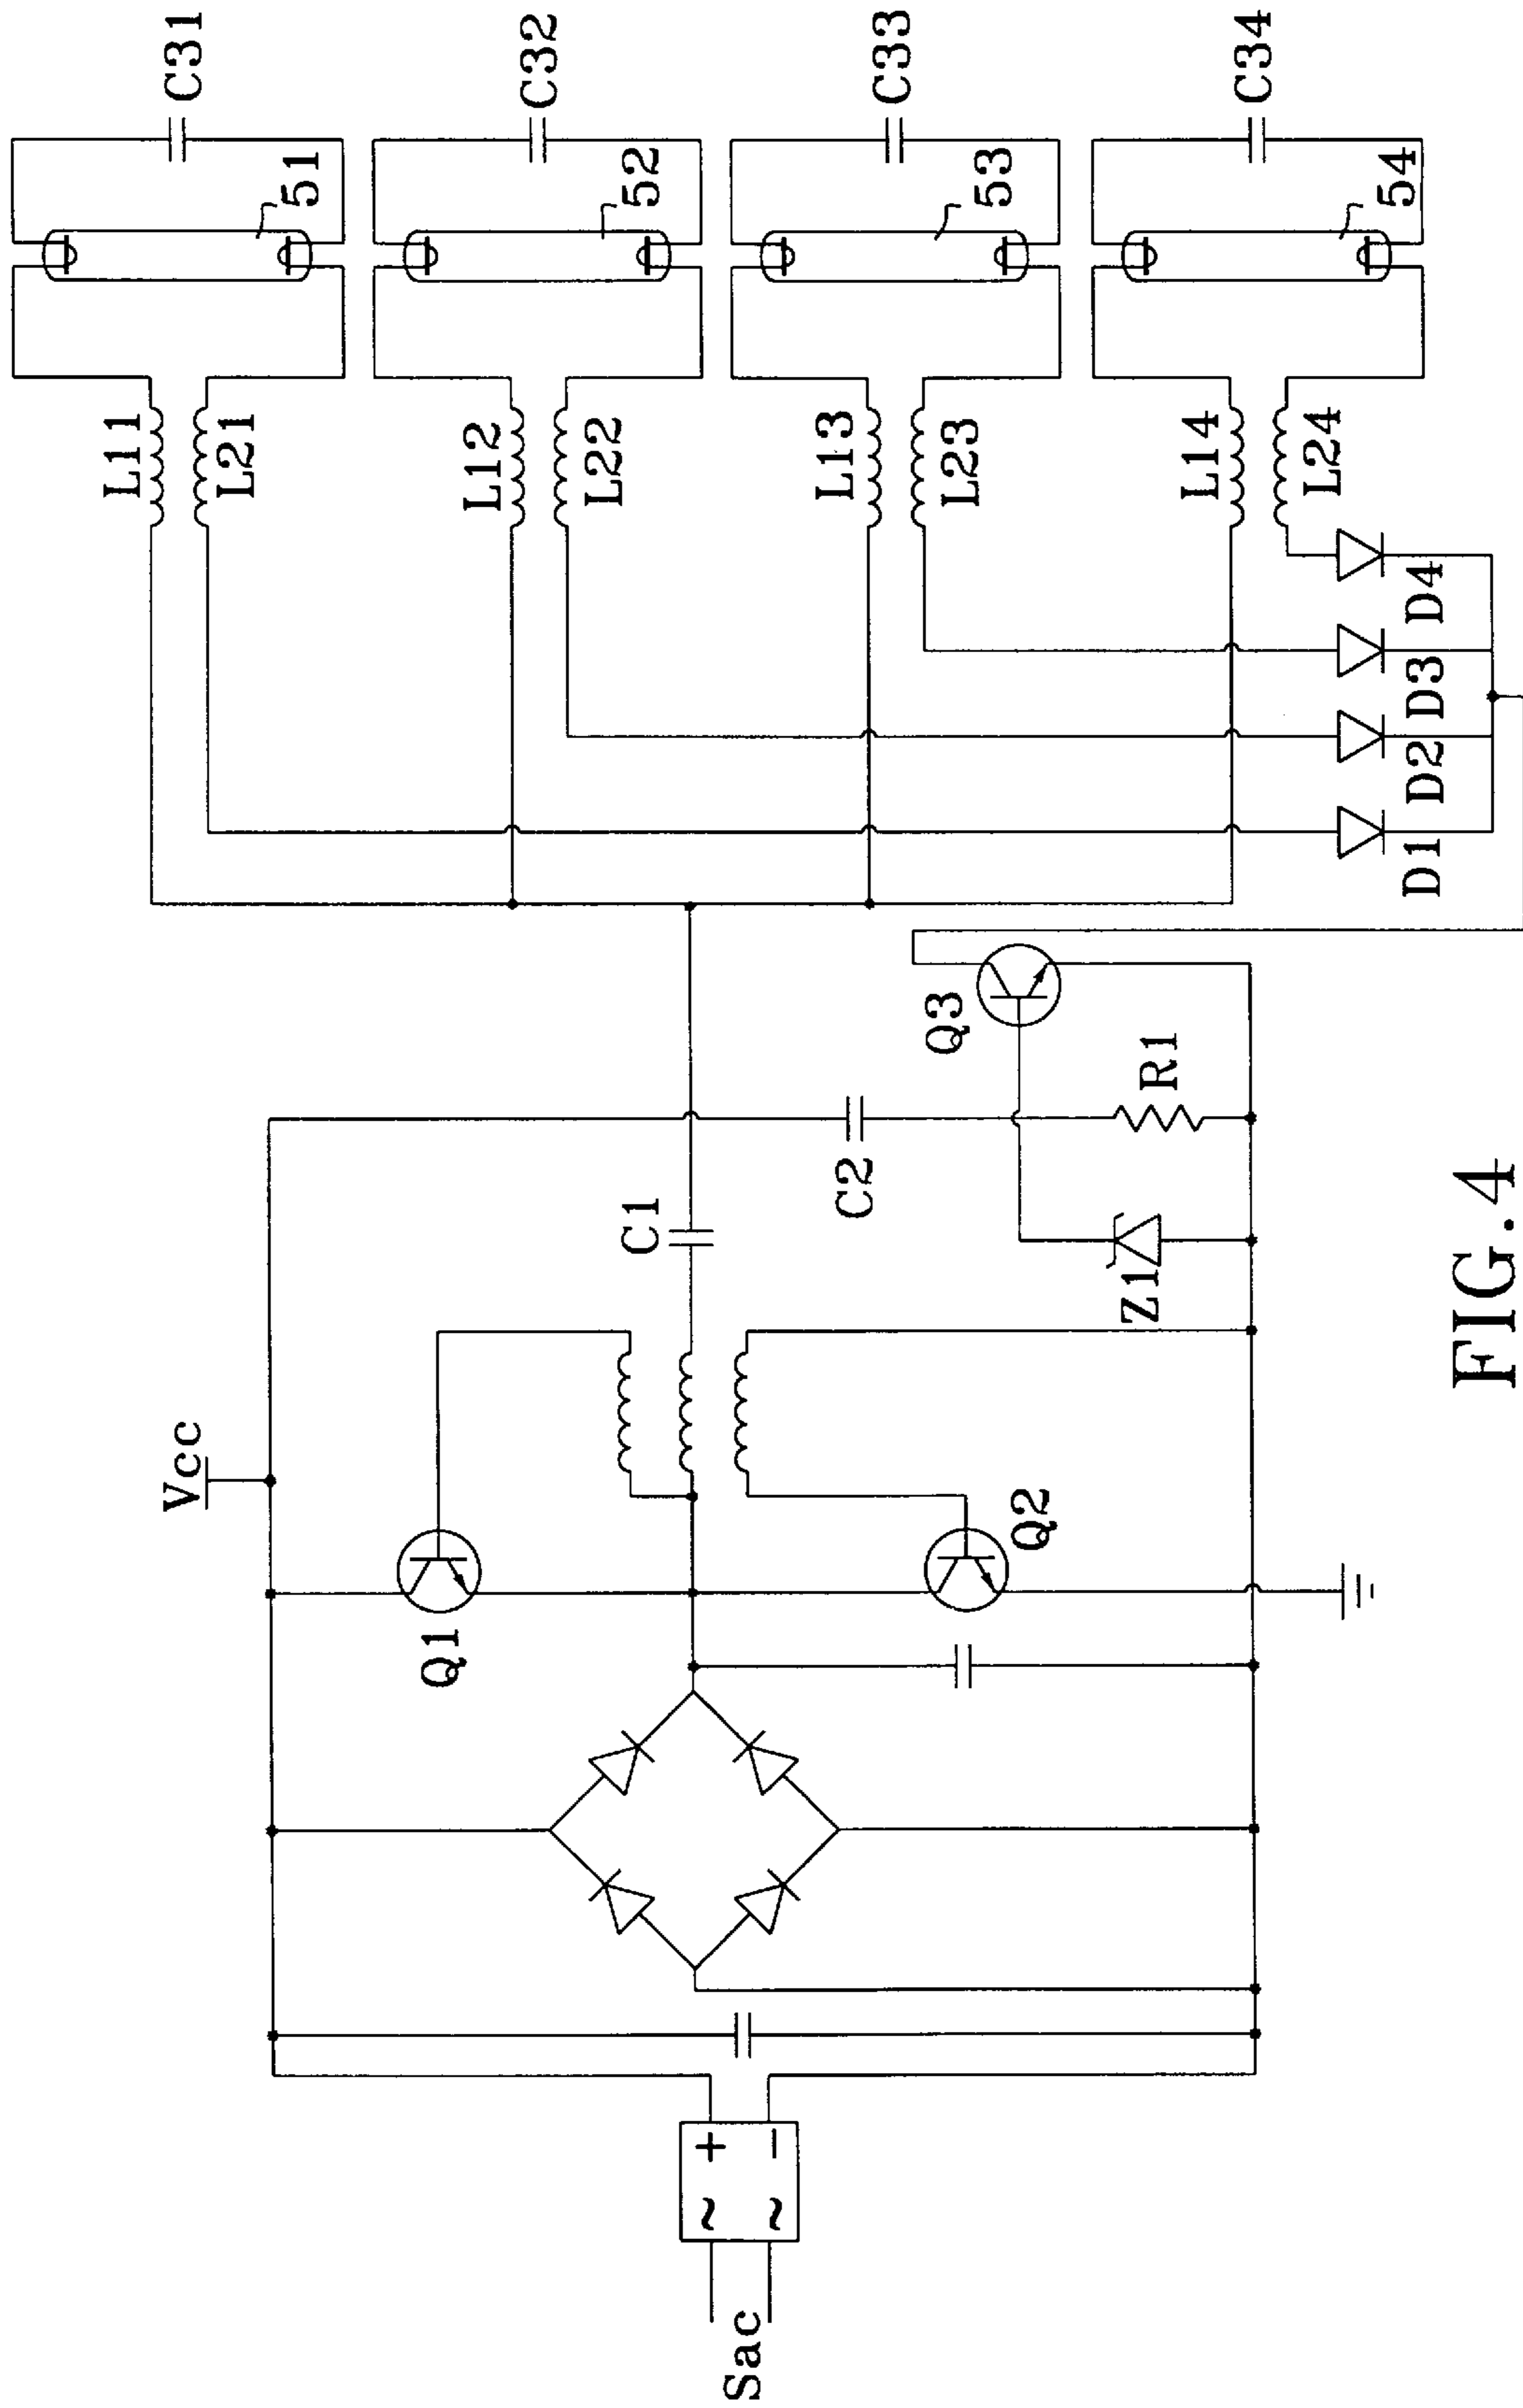 Sac
~ +
~ −
Vcc
Q1
Q2
C1
C2
Z1
R1
Q3
L11
L21
L12
L22
L13
L23
L14
L24
D1
D2
D3
D4
51
52
53
54
C31
C32
C33
C34
FIG.4